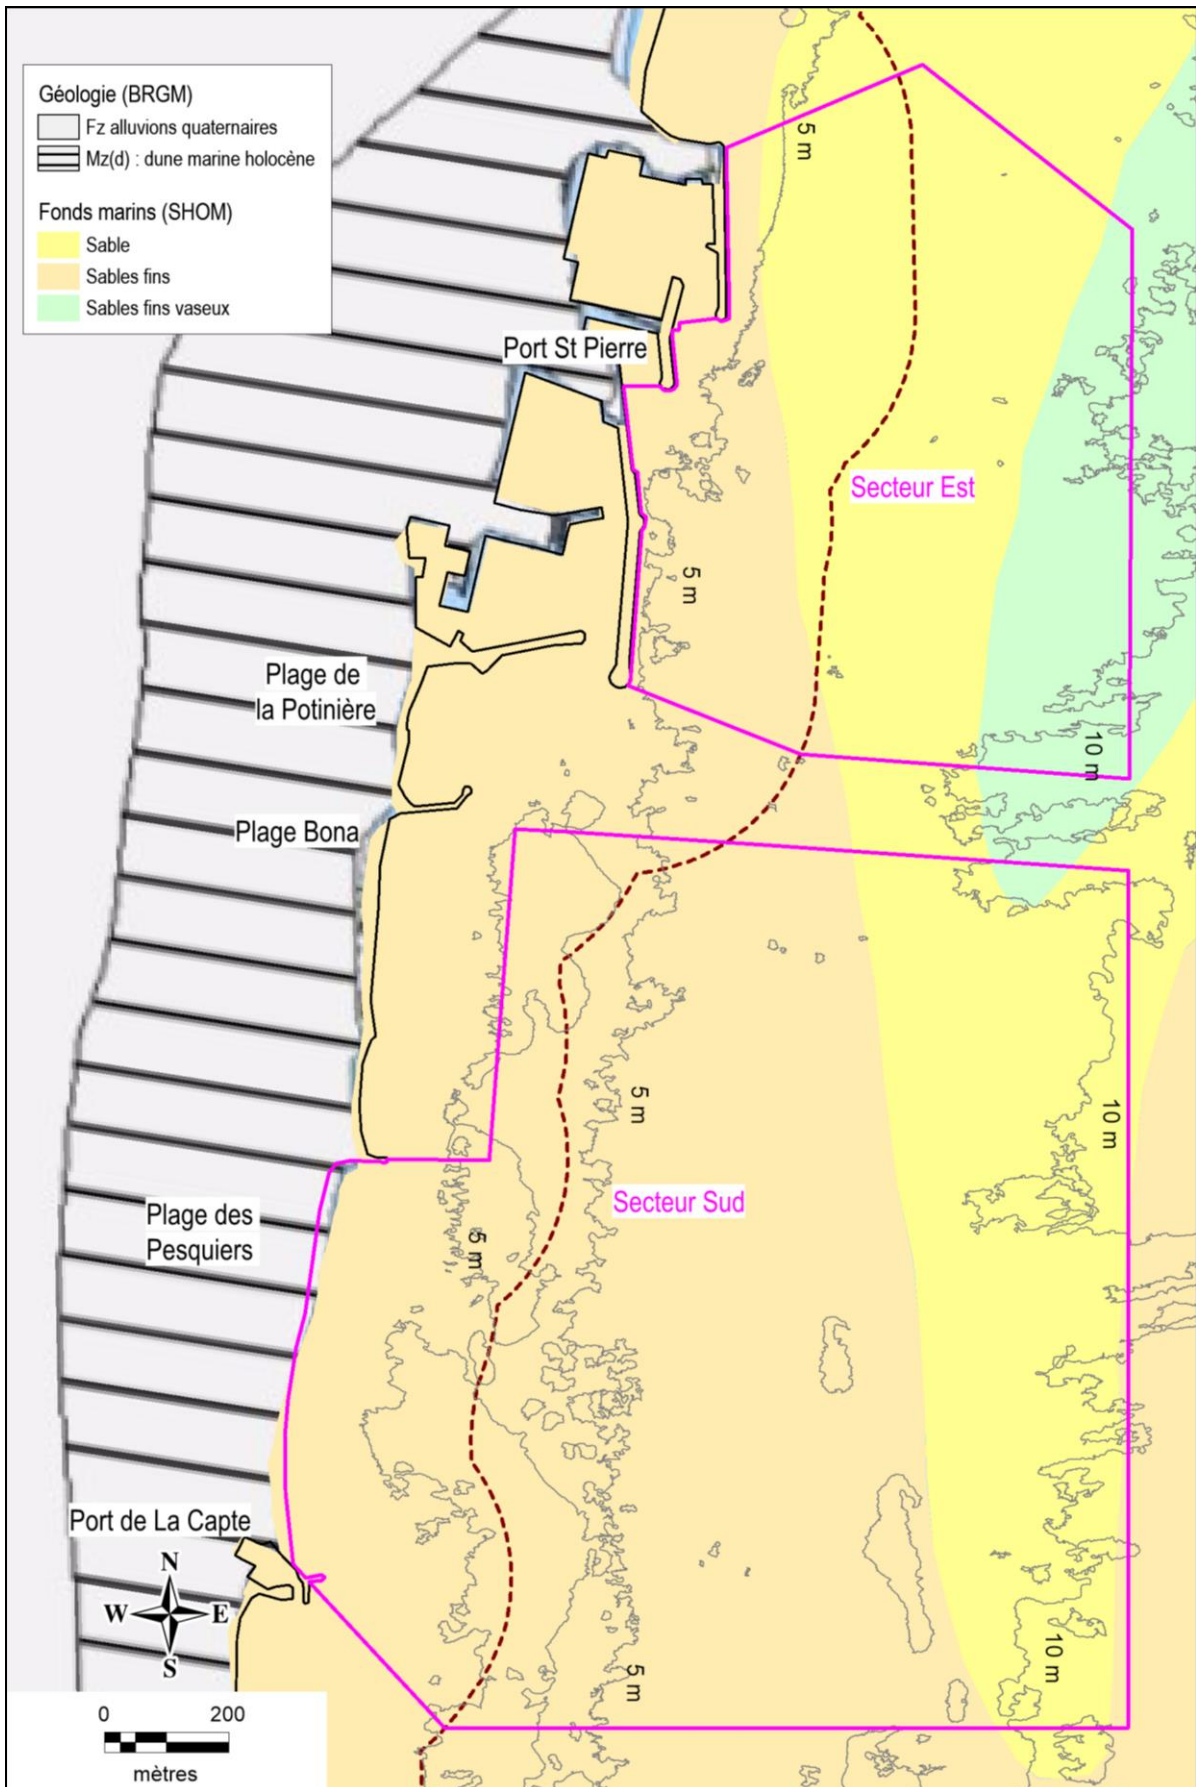 Géologie (BRGM)
Fz alluvions quaternaires
Mz(d) : dune marine holocène
Fonds marins (SHOM)
Sable
Sables fins
Sables fins vaseux
5 m
Port St Pierre
Secteur Est
5 m
Plage de
la Potinière
10 m
Plage Bona
5 m
10 m
Secteur Sud
Plage des
Pesquiers
5 m
Port de La Capte
N
W
E
S
10 m
5 m
0
200
mètres